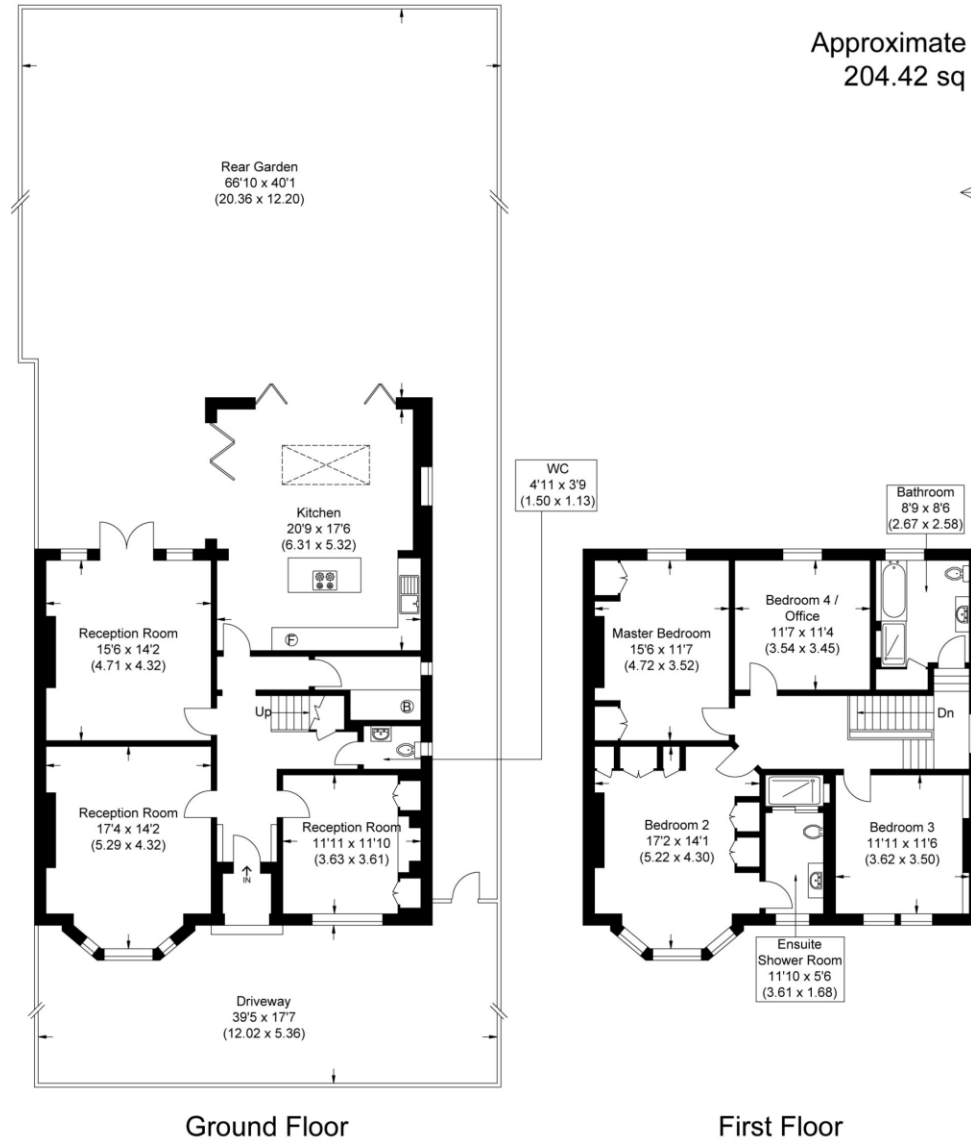 Approximate
204.42 sq
Rear Garden
66'10 x 40'1
(20.36 x 12.20)
WC
4'11 x 3'9
(1.50 x 1.13)
Bathroom
8'9 x 8'6
(2.67 x 2.58)
Kitchen
20'9 x 17'6
(6.31 x 5.32)
F
Reception Room
15'6 x 14'2
(4.71 x 4.32)
Up
B
Reception Room
17'4 x 14'2
(5.29 x 4.32)
Reception Room
11'11 x 11'10
(3.63 x 3.61)
IN
Driveway
39'5 x 17'7
(12.02 x 5.36)
Ground Floor
Master Bedroom
15'6 x 11'7
(4.72 x 3.52)
Bedroom 4 /
Office
11'7 x 11'4
(3.54 x 3.45)
Dn
Bedroom 2
17'2 x 14'1
(5.22 x 4.30)
Bedroom 3
11'11 x 11'6
(3.62 x 3.50)
Ensuite
Shower Room
11'10 x 5'6
(3.61 x 1.68)
First Floor